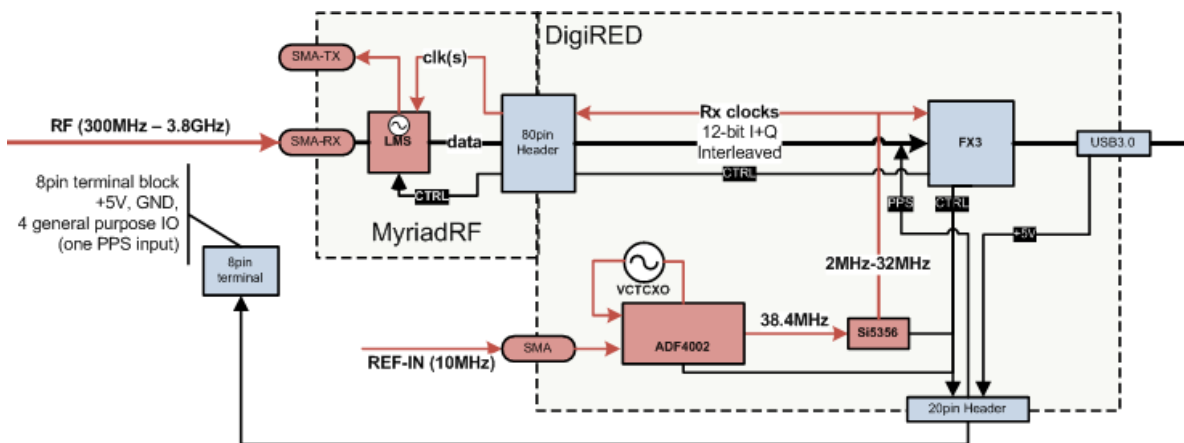 DigiRED
SMA-TX
clk(s)
RF (300MHz – 3.8GHz)
SMA-RX
LMS
data
80pin
Header
Rx clocks
12-bit I+Q
Interleaved
FX3
USB3.0
CTRL
CTRL
PPS
CTRL
+5V
8pin terminal block
+5V, GND,
4 general purpose IO
(one PPS input)
MyriadRF
8pin
terminal
VCTCXO
2MHz-32MHz
38.4MHz
Si5356
ADF4002
REF-IN (10MHz)
SMA
20pin Header